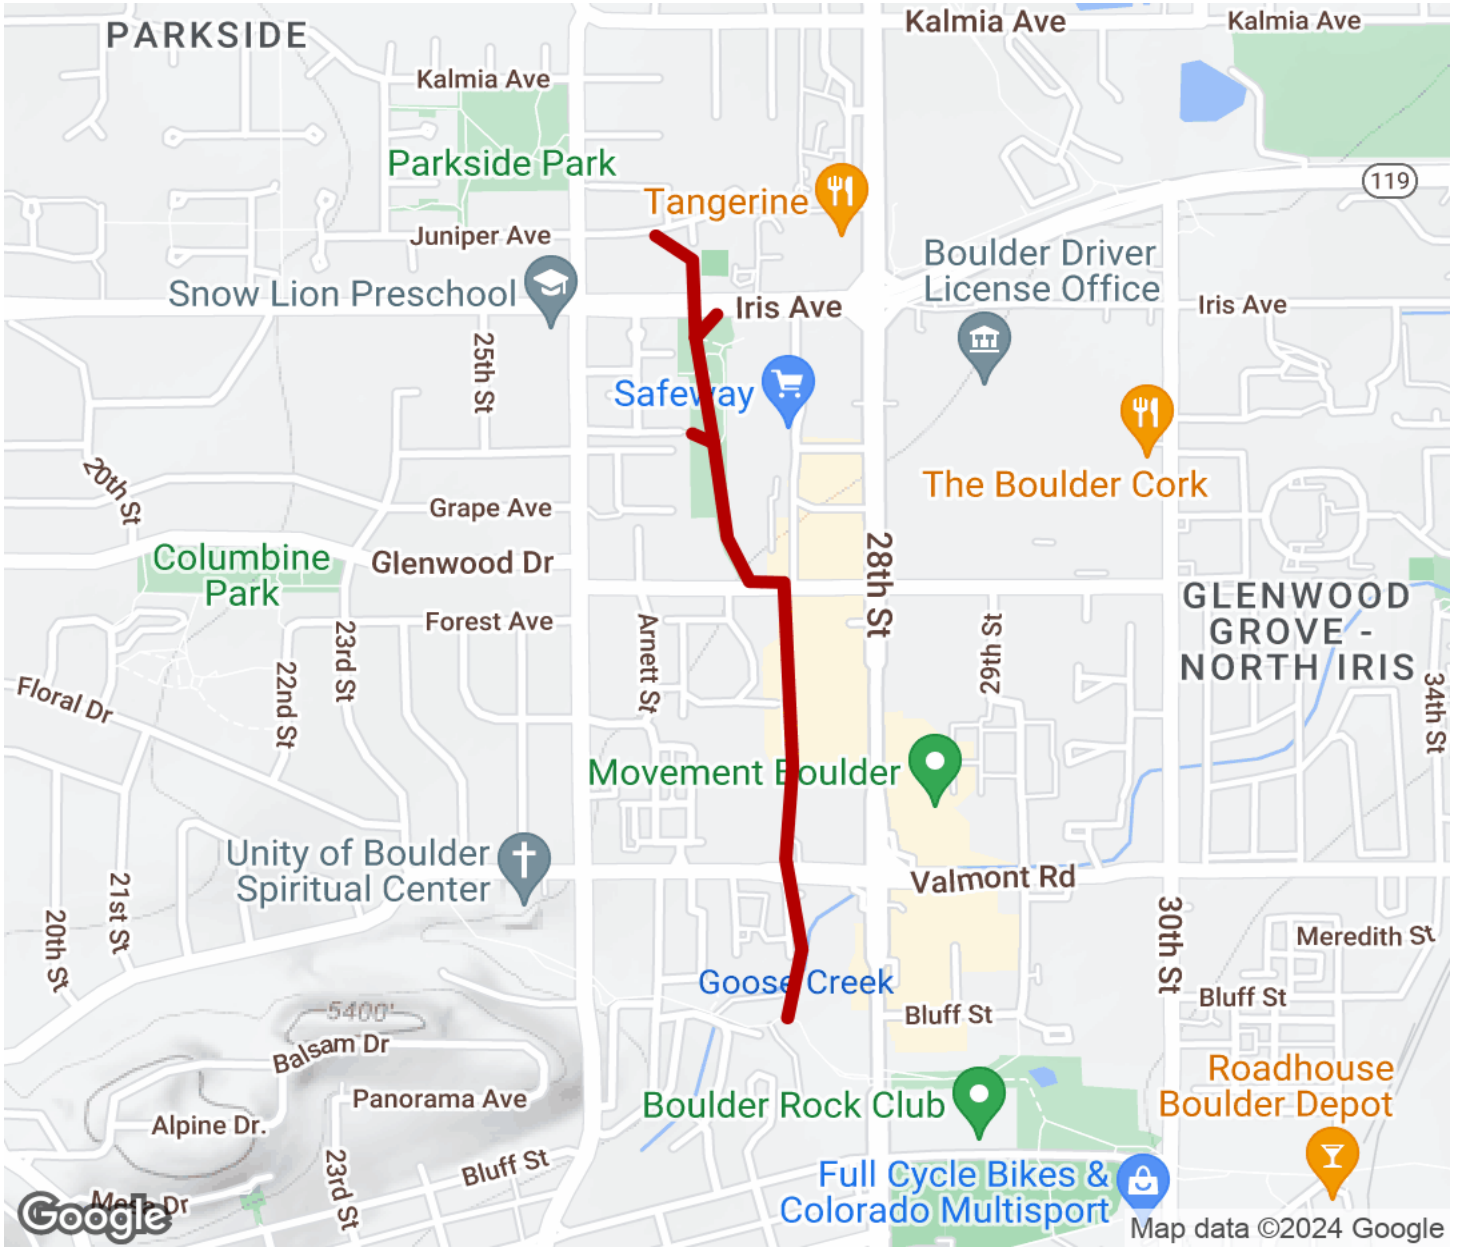 PARKSIDE
Kalmia Ave
Kalmia Ave
Kalmia Ave
Parkside Park
119
Tangerine
Juniper Ave
Boulder Driver
License Office
Snow Lion Preschool
Iris Ave
Iris Ave
25th St
Safeway
20th St
The Boulder Cork
Grape Ave
Columbine
Park
Glenwood Dr
28th St
GLENWOOD
GROVE -
NORTH IRIS
Forest Ave
23rd St
22nd St
Arnett St
29th St
34th St
Floral Dr
Movement Boulder
Unity of Boulder
Spiritual Center
Valmont Rd
21st St
20th St
30th St
Meredith St
Goose Creek
Bluff St
Bluff St
5400'
Balsam Dr
Roadhouse
Boulder Depot
Panorama Ave
Boulder Rock Club
Alpine Dr.
23rd St
Bluff St
Full Cycle Bikes &
Colorado Multisport
Mesa Dr
Google
Map data ©2024 Google